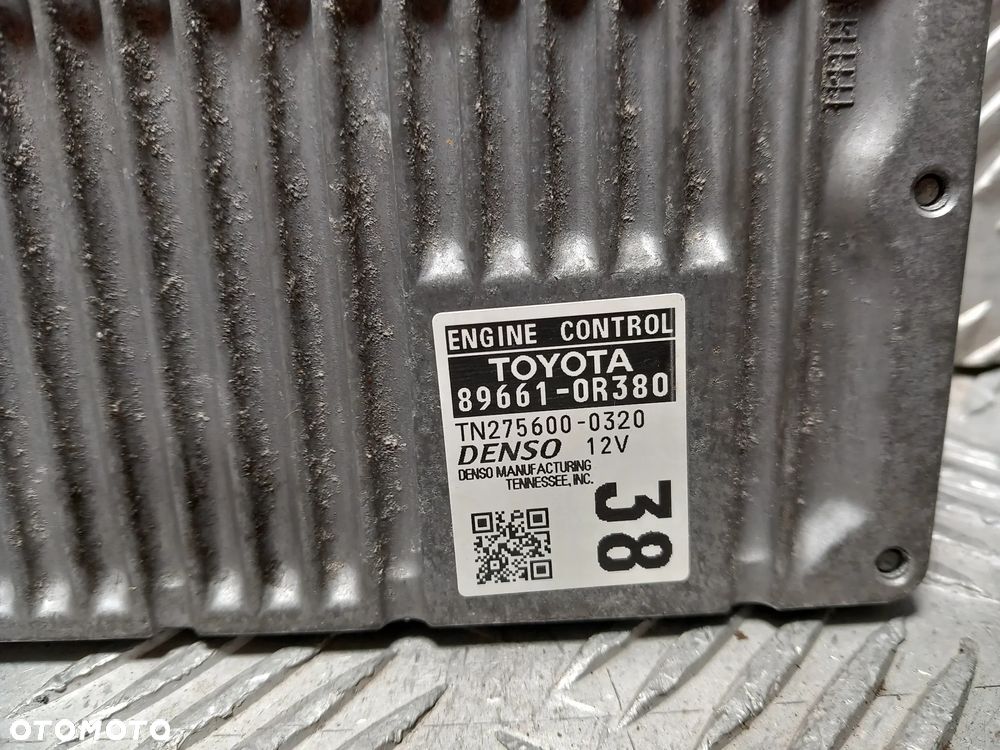 ENGINE CONTROL
TOYOTA
89661-0R380
TN275600-0320
DENSO 12V
DENSO MANUFACTURING
TENNESSEE, INC.
38
OTOMOTO